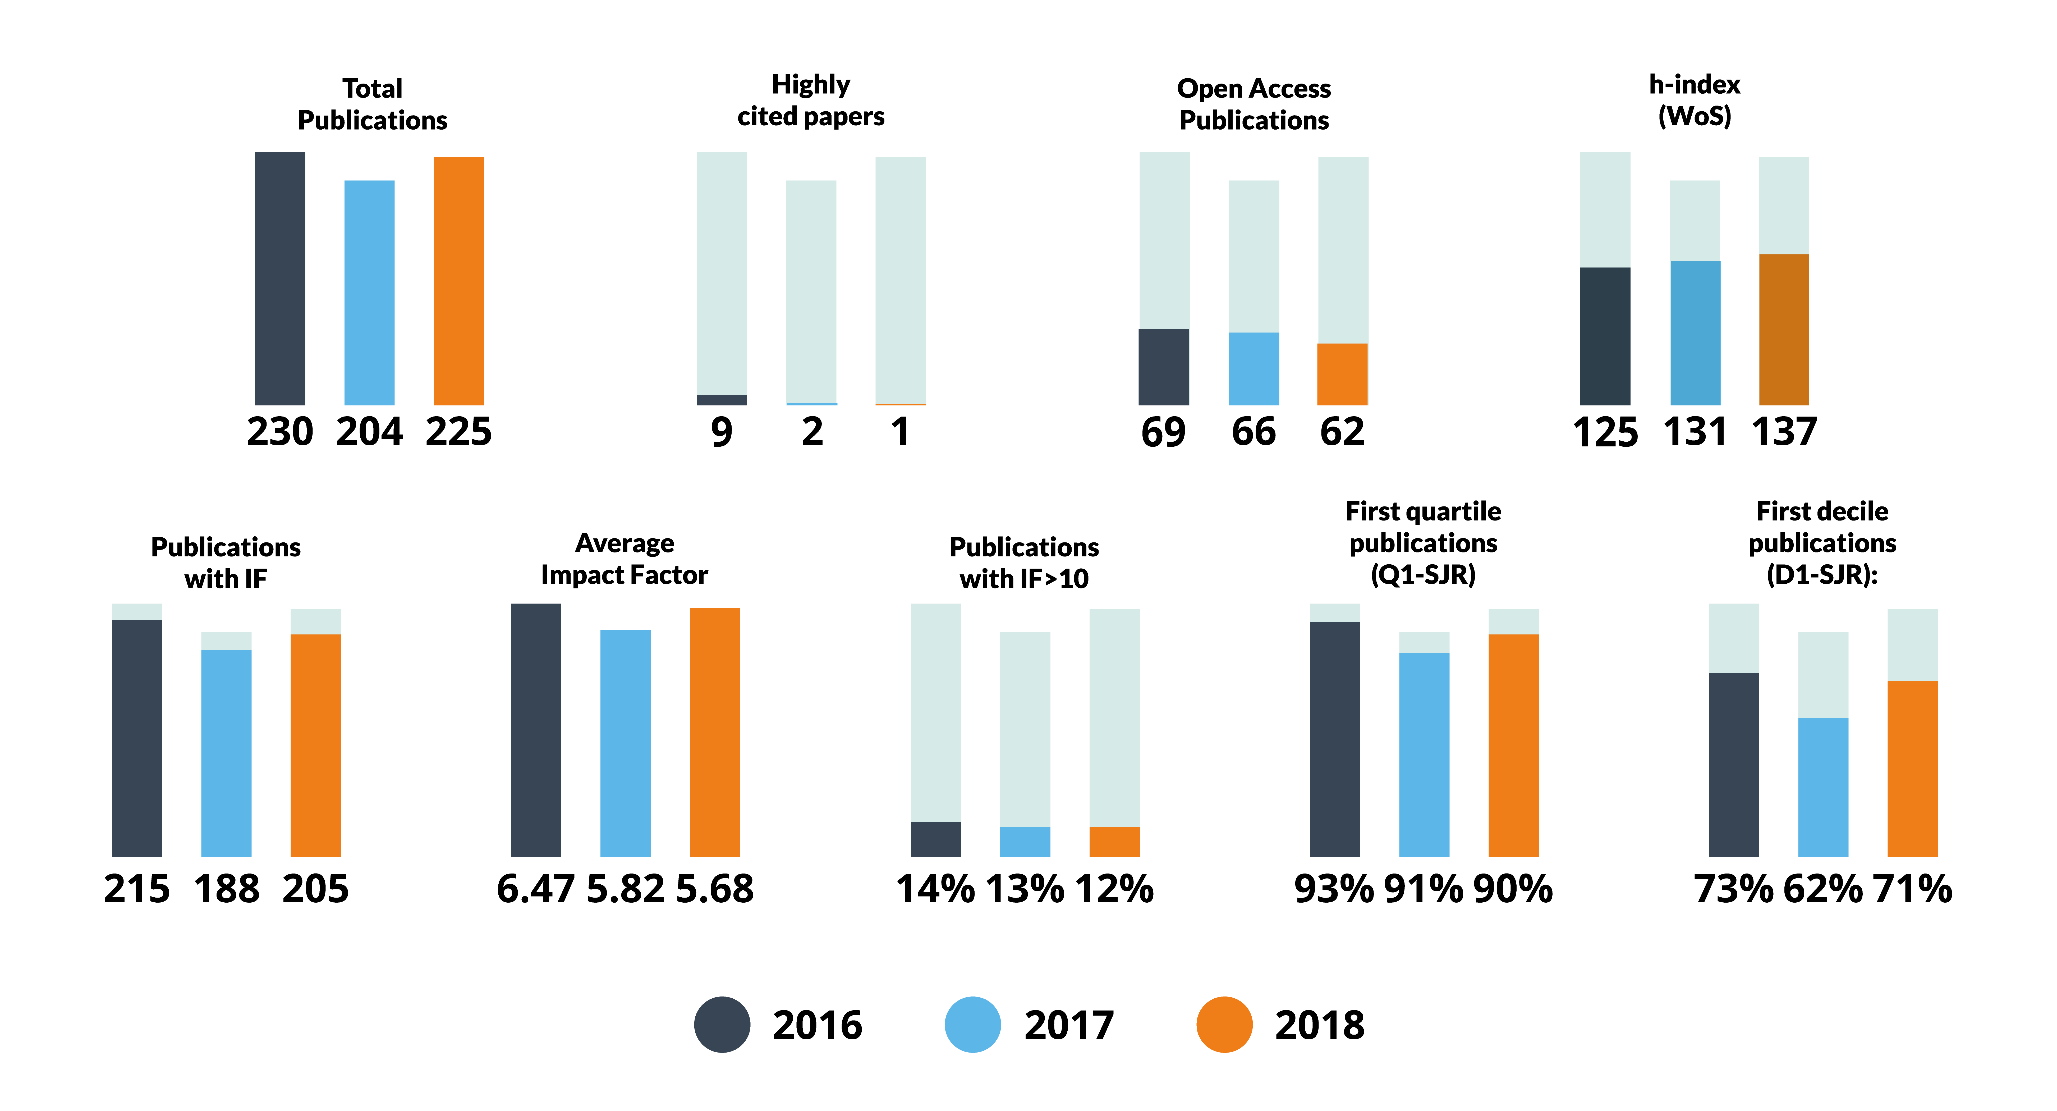 Total
Publications
230 204 225
Highly
cited papers
9 2 1
Open Access
Publications
69 66 62
h-index
(WoS)
125 131 137
Publications
with IF
215 188 205
Average
Impact Factor
6.47 5.82 5.68
Publications
with IF>10
14% 13% 12%
First quartile
publications
(Q1-SJR)
93% 91% 90%
First decile
publications
(D1-SJR):
73% 62% 71%
2016 2017 2018